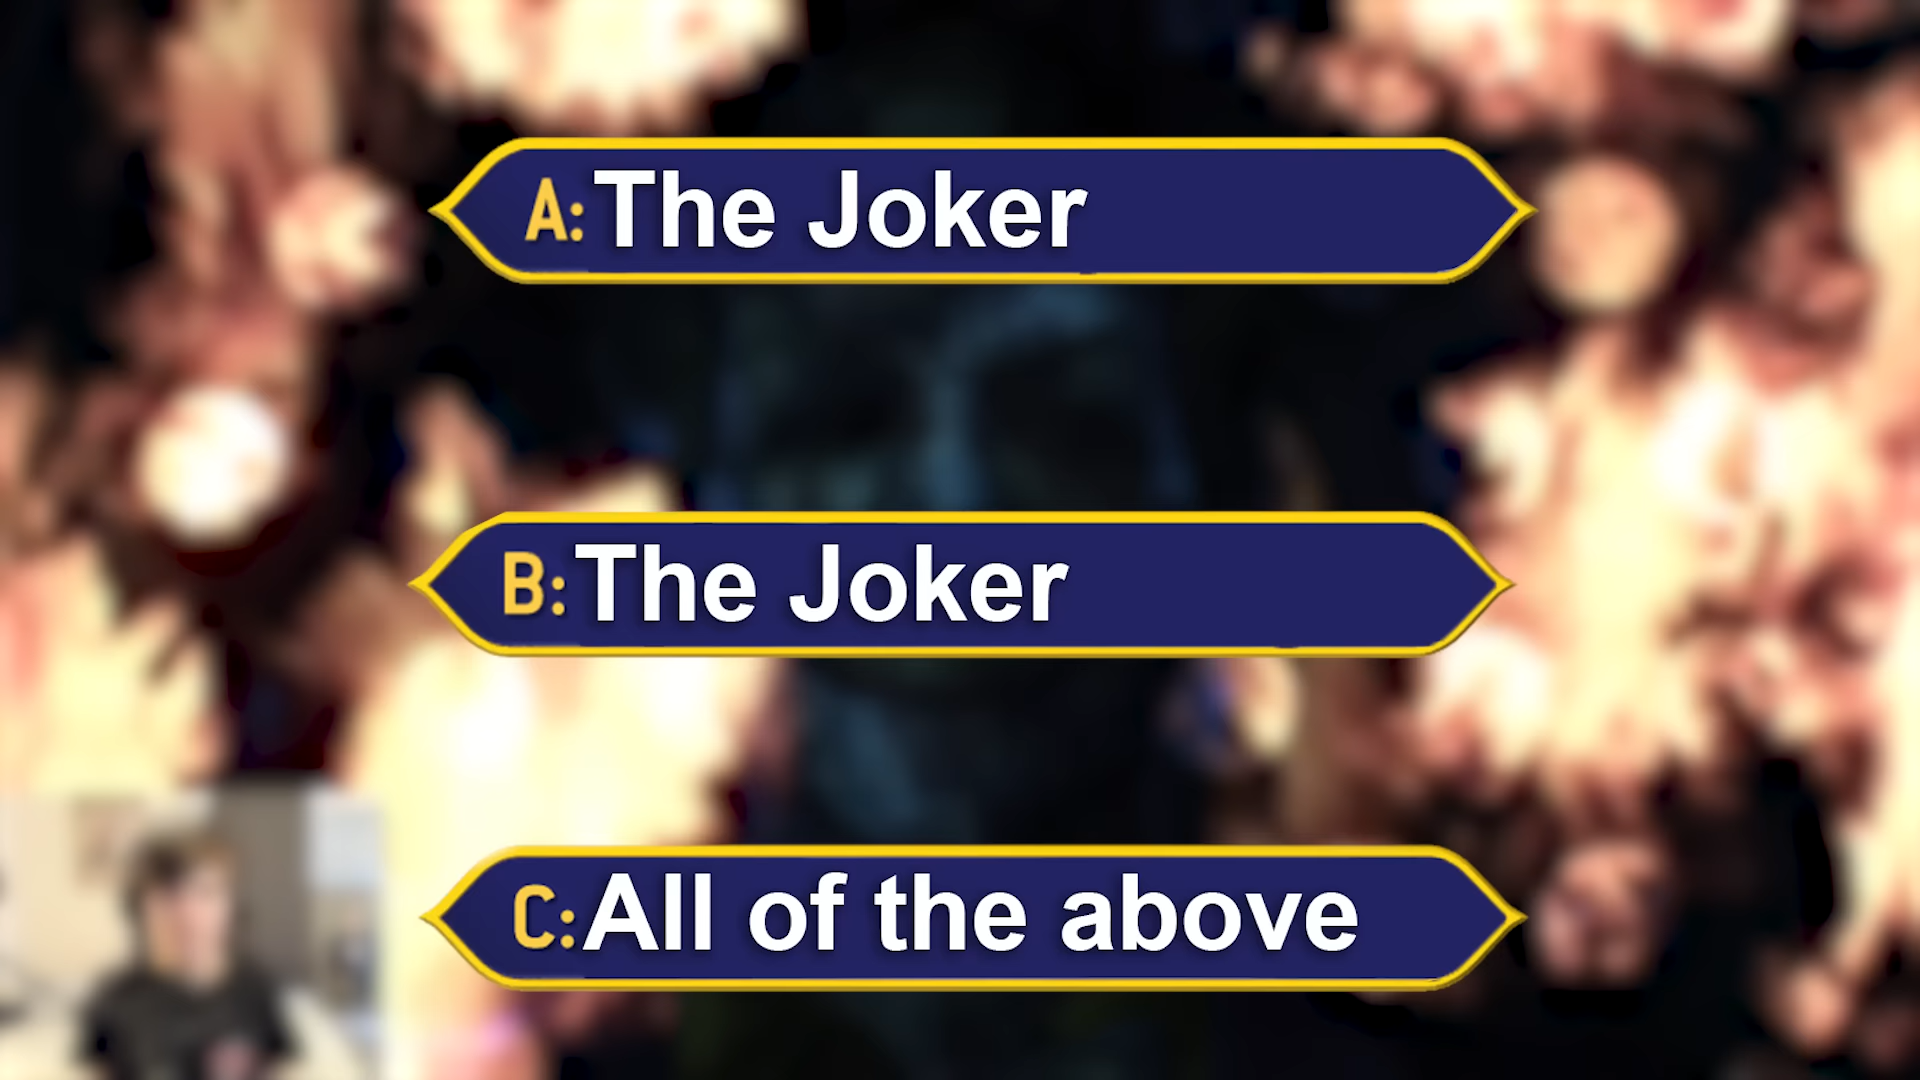 A: The Joker
B: The Joker
C: All of the above